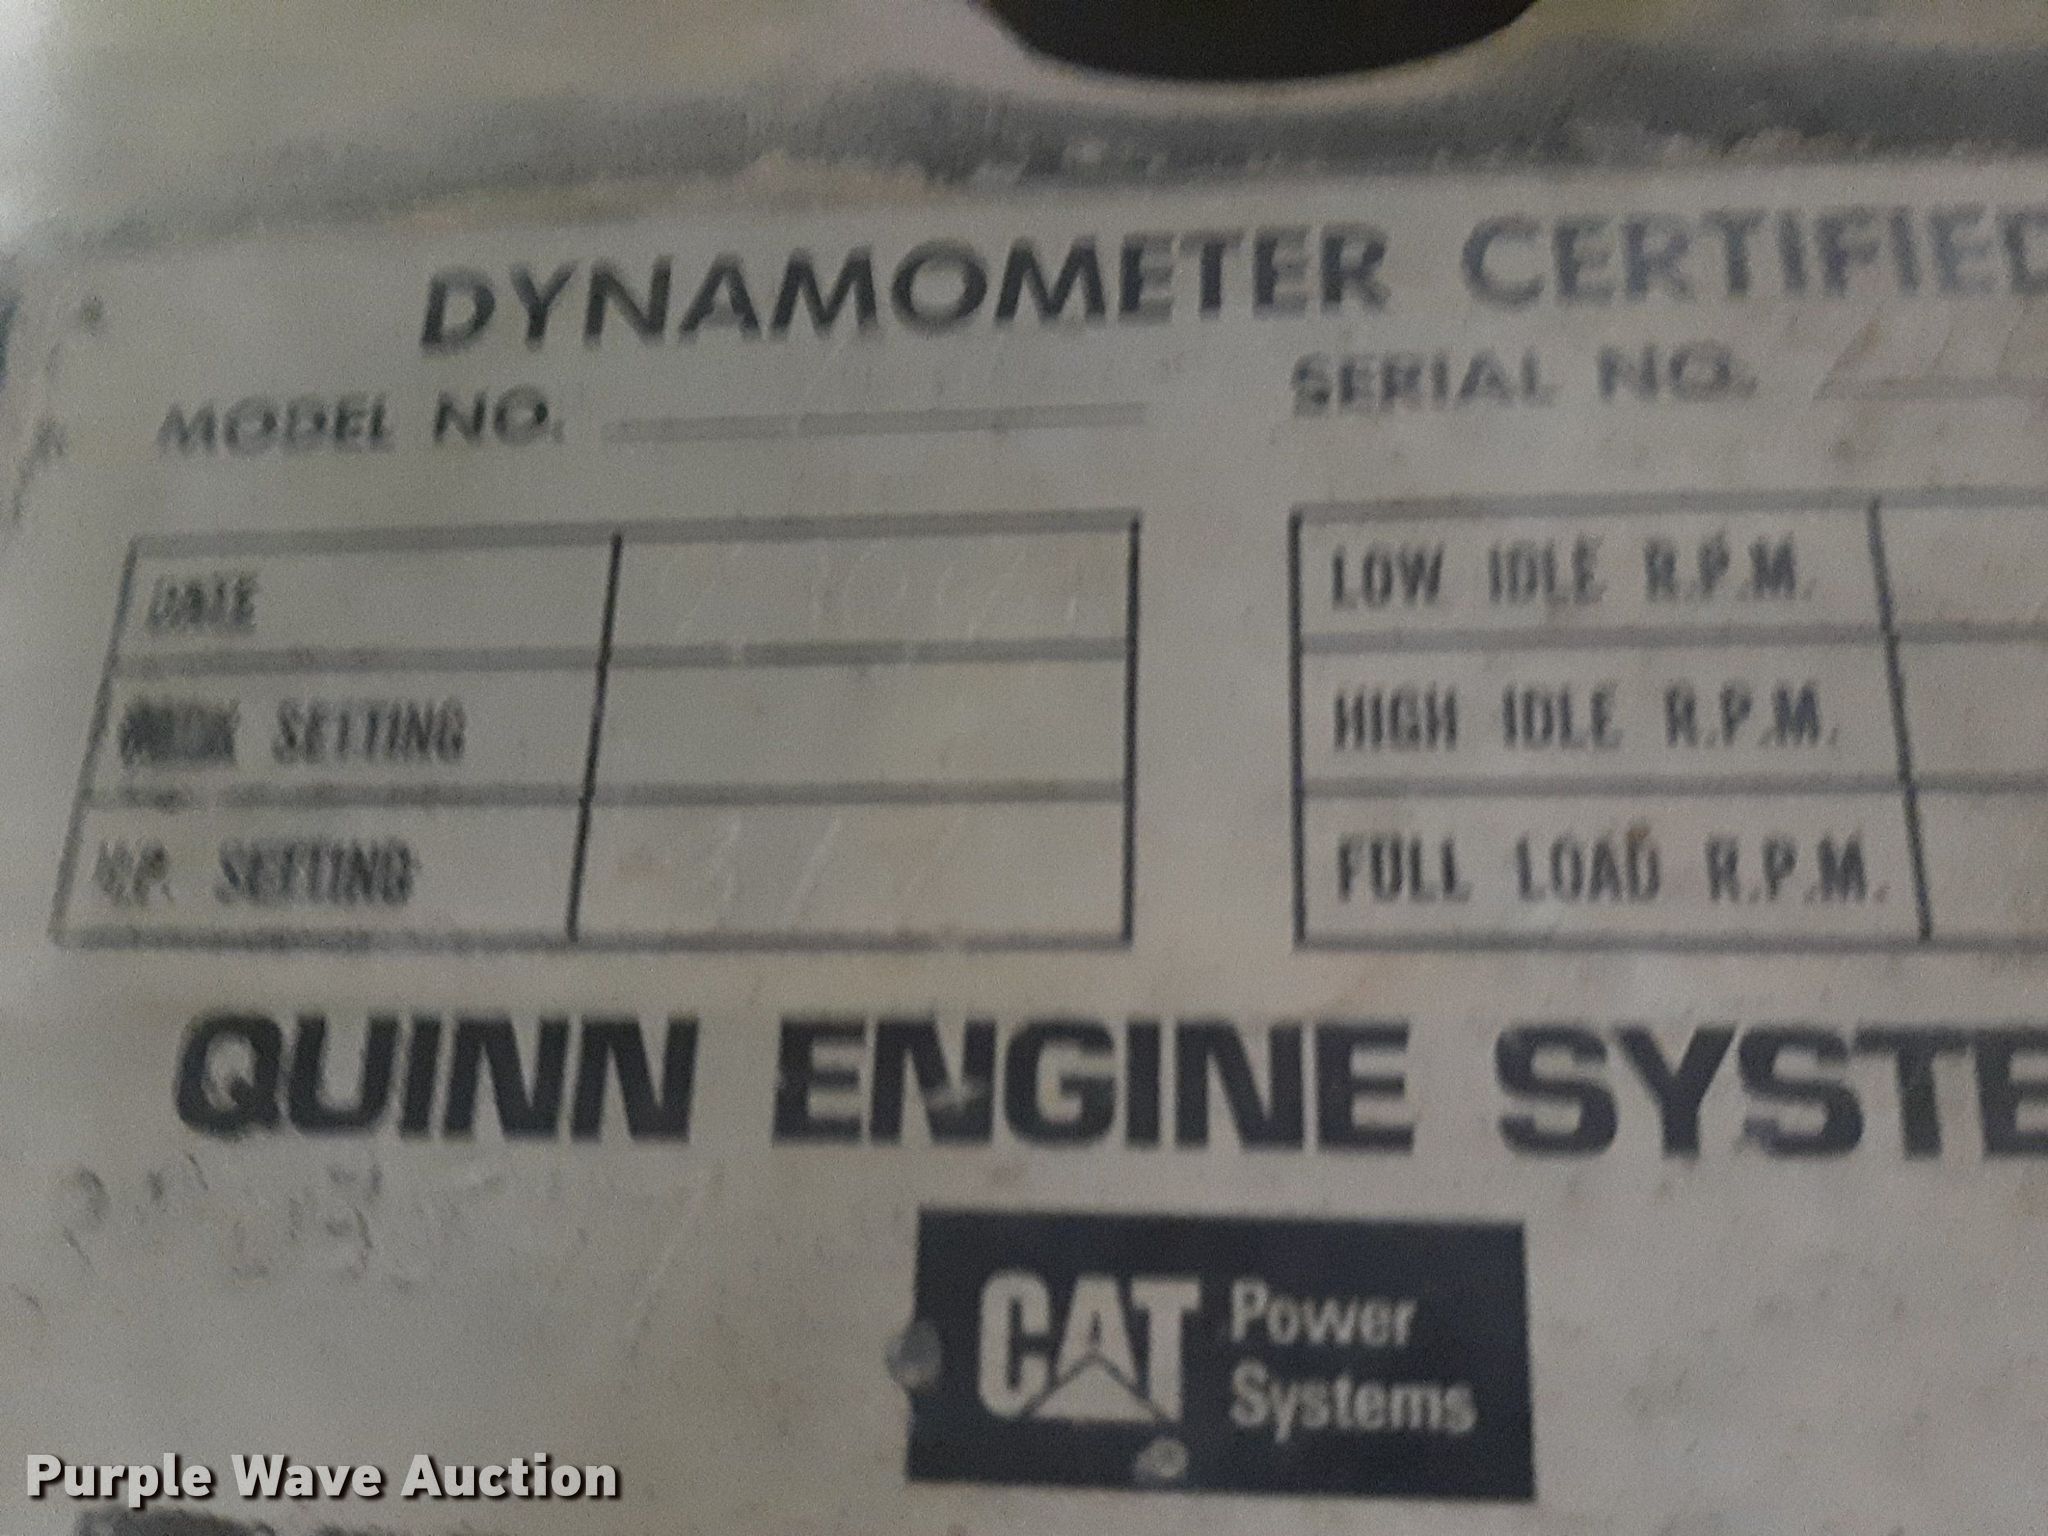 DYNAMOMETER CERTIFIED
MODEL NO.
SERIAL NO.
DATE
LOW IDLE R.P.M.
RACK SETTING
HIGH IDLE R.P.M.
H.P. SETTING
FULL LOAD R.P.M.
QUINN ENGINE SYSTE
CAT Power
Systems
Purple Wave Auction